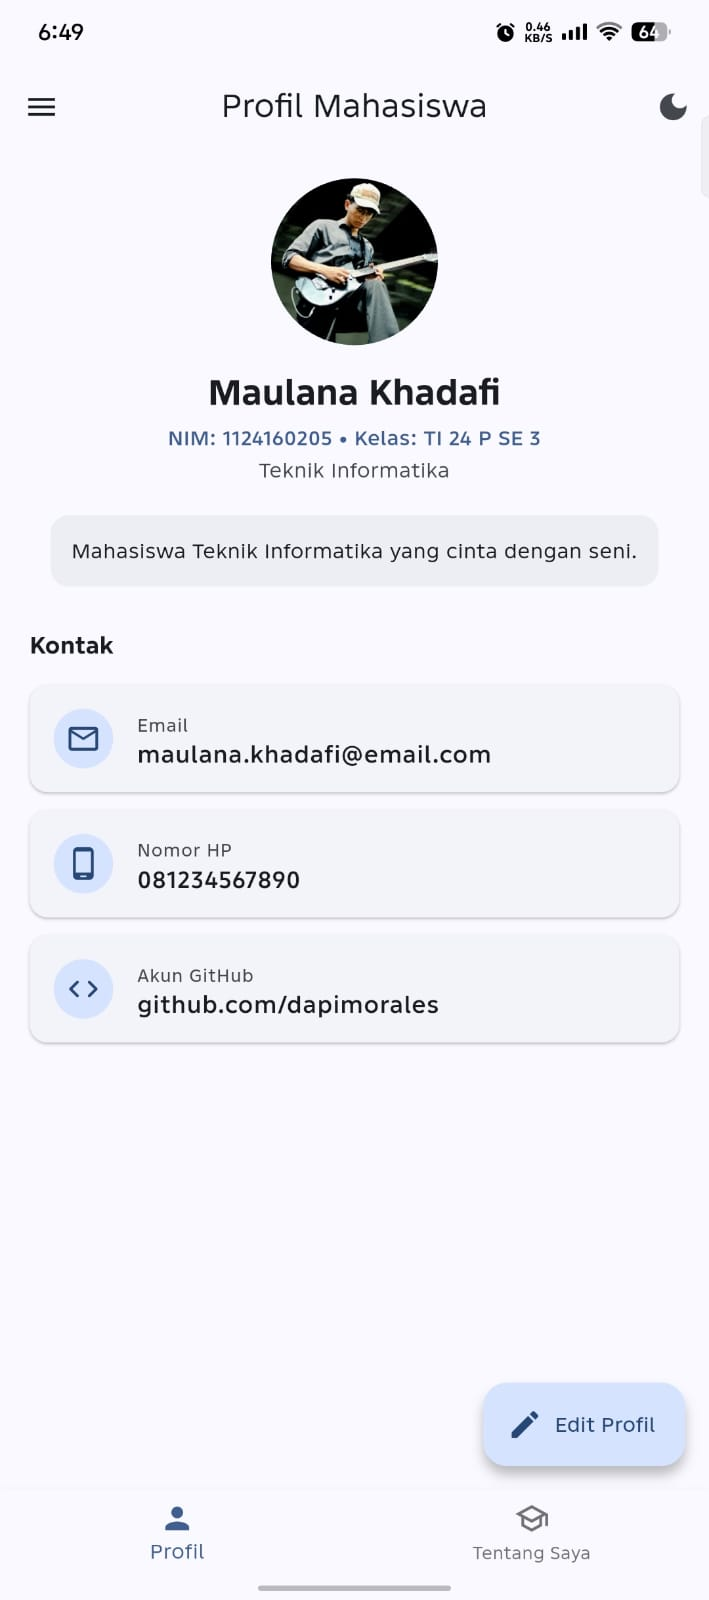 6:49
0.46
KB/S
64
Profil Mahasiswa
Maulana Khadafi
NIM: 1124160205 • Kelas: TI 24 P SE 3
Teknik Informatika
Mahasiswa Teknik Informatika yang cinta dengan seni.
Kontak
Email
maulana.khadafi@email.com
Nomor HP
081234567890
Akun GitHub
github.com/dapimorales
Edit Profil
Profil
Tentang Saya